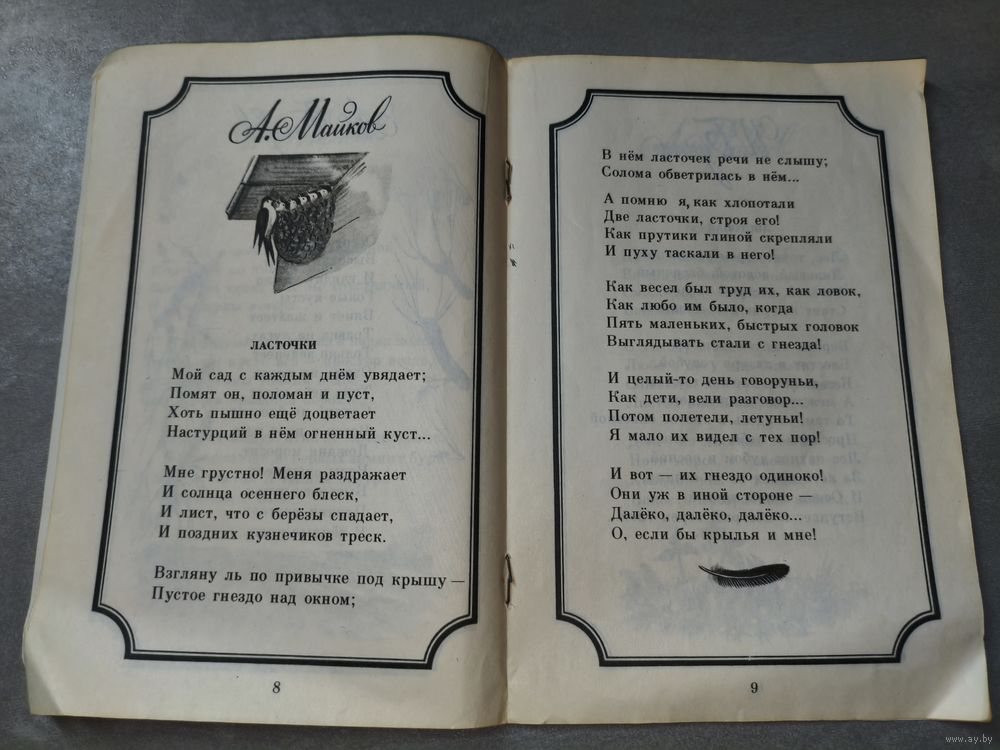 А. Майков
ЛАСТОЧКИ
Мой сад с каждым днём увядает;
Помят он, поломан и пуст,
Хоть пышно ещё доцветает
Настурций в нём огненный куст...
Мне грустно! Меня раздражает
И солнца осеннего блеск,
И лист, что с берёзы спадает,
И поздних кузнечиков треск.
Взгляну ль по привычке под крышу —
Пустое гнездо над окном;
8
В нём ласточек речи не слышу;
Солома обветрилась в нём...
А помню я, как хлопотали
Две ласточки, строя его!
Как прутики глиной скрепляли
И пуху таскали в него!
Как весел был труд их, как ловок,
Как любо им было, когда
Пять маленьких, быстрых головок
Выглядывать стали с гнезда!
И целый-то день говоруньи,
Как дети, вели разговор...
Потом полетели, летуньи!
Я мало их видел с тех пор!
И вот — их гнездо одиноко!
Они уж в иной стороне —
Далёко, далёко, далёко...
О, если бы крылья и мне!
9
www.ay.by